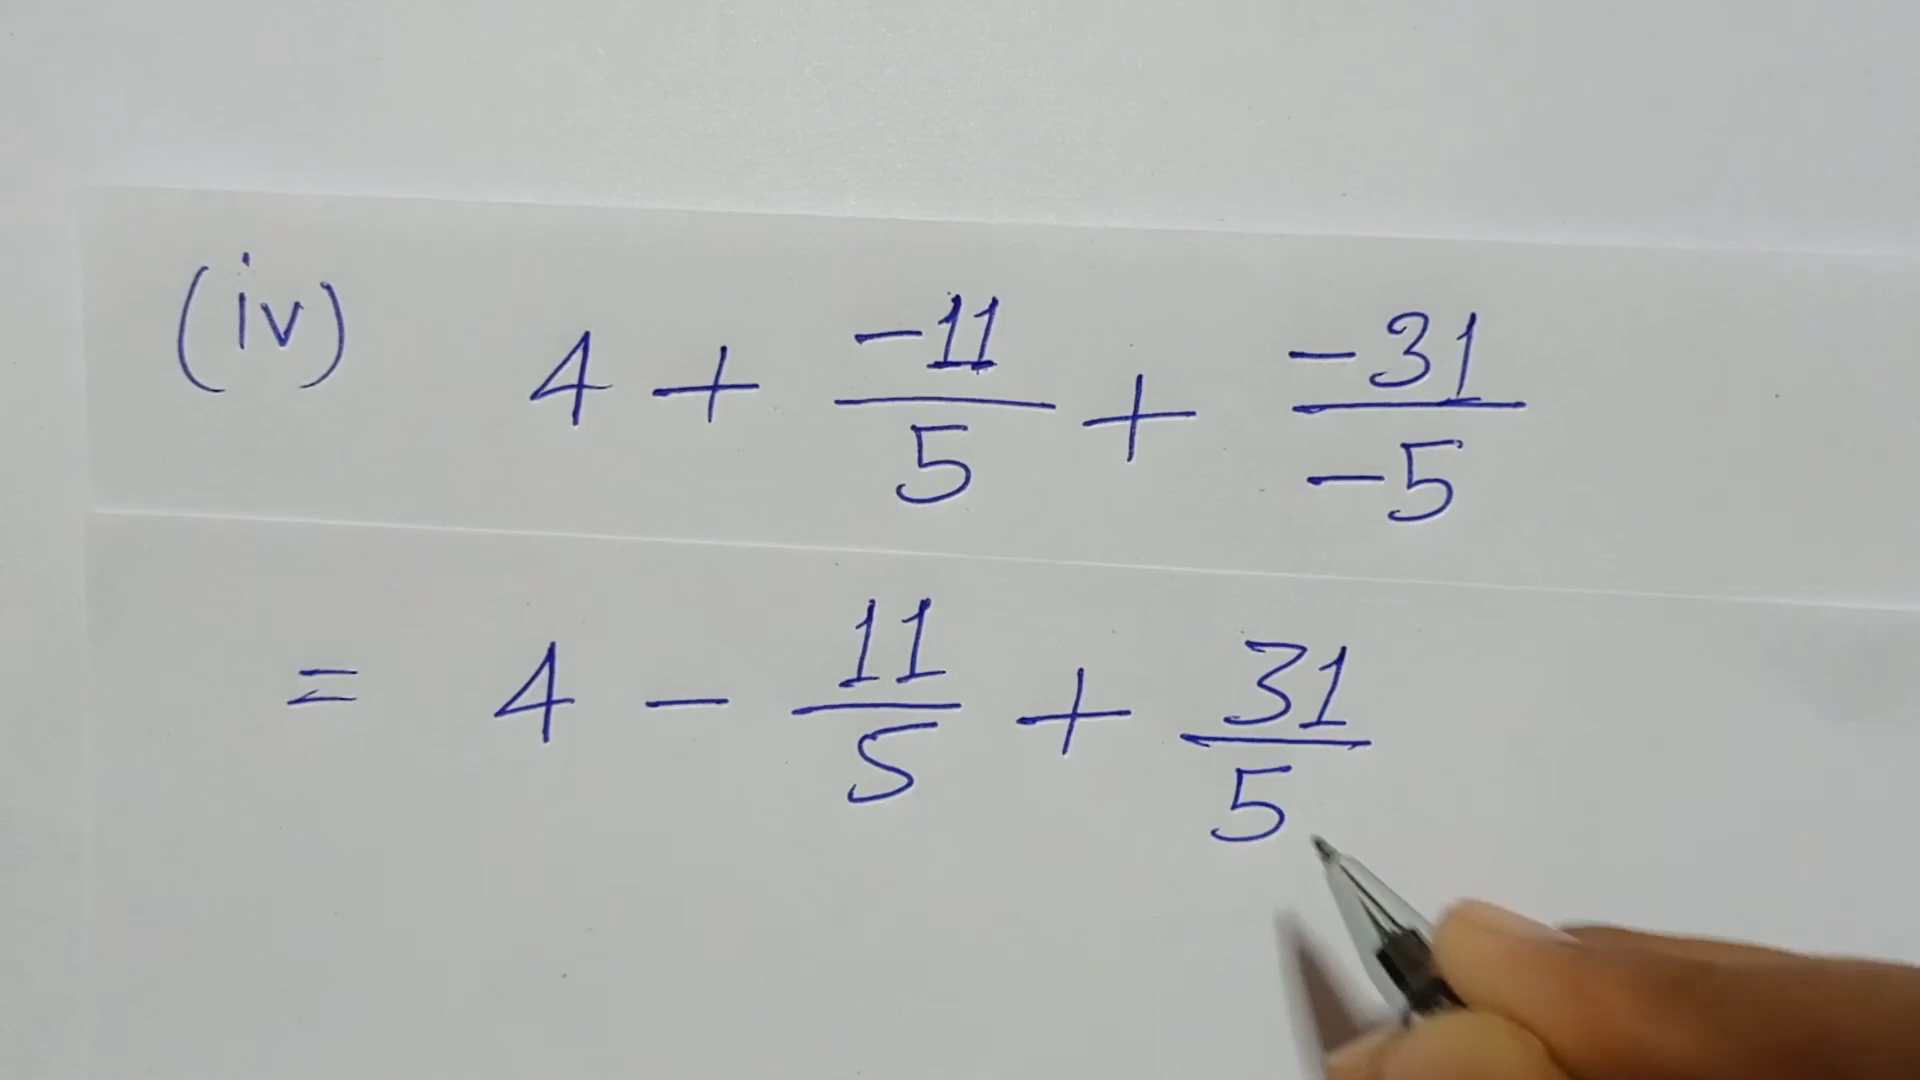 (iv) 4 + -11/5 + -31/-5
= 4 - 11/5 + 31/5